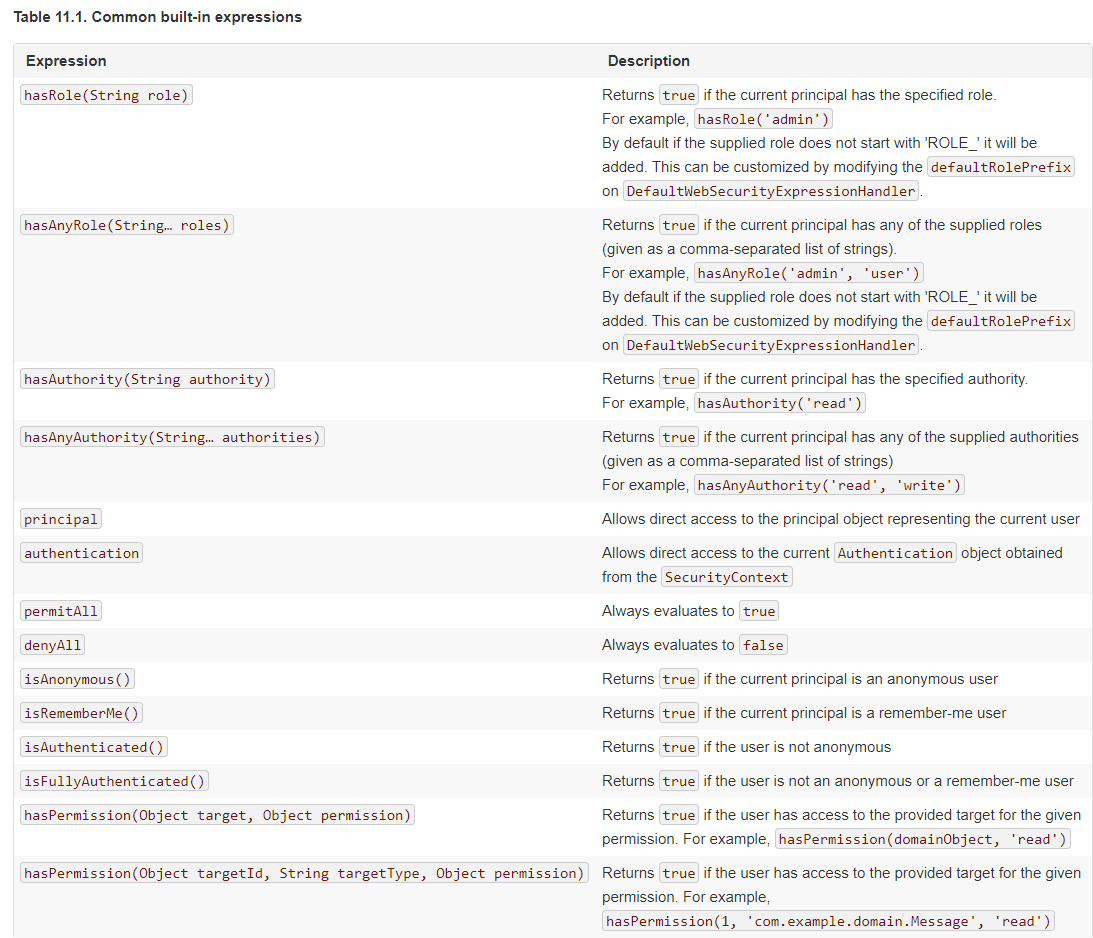 Table 11.1. Common built-in expressions
Expression Description
hasRole(String role) Returns true if the current principal has the specified role.
For example, hasRole('admin')
By default if the supplied role does not start with 'ROLE_' it will be
added. This can be customized by modifying the defaultRolePrefix
on DefaultWebSecurityExpressionHandler.
hasAnyRole(String… roles) Returns true if the current principal has any of the supplied roles
(given as a comma-separated list of strings).
For example, hasAnyRole('admin', 'user')
By default if the supplied role does not start with 'ROLE_' it will be
added. This can be customized by modifying the defaultRolePrefix
on DefaultWebSecurityExpressionHandler.
hasAuthority(String authority) Returns true if the current principal has the specified authority.
For example, hasAuthority('read')
hasAnyAuthority(String… authorities) Returns true if the current principal has any of the supplied authorities
(given as a comma-separated list of strings)
For example, hasAnyAuthority('read', 'write')
principal Allows direct access to the principal object representing the current user
authentication Allows direct access to the current Authentication object obtained
from the SecurityContext
permitAll Always evaluates to true
denyAll Always evaluates to false
isAnonymous() Returns true if the current principal is an anonymous user
isRememberMe() Returns true if the current principal is a remember-me user
isAuthenticated() Returns true if the user is not anonymous
isFullyAuthenticated() Returns true if the user is not an anonymous or a remember-me user
hasPermission(Object target, Object permission) Returns true if the user has access to the provided target for the given
permission. For example, hasPermission(domainObject, 'read')
hasPermission(Object targetId, String targetType, Object permission) Returns true if the user has access to the provided target for the given
permission. For example,
hasPermission(1, 'com.example.domain.Message', 'read')